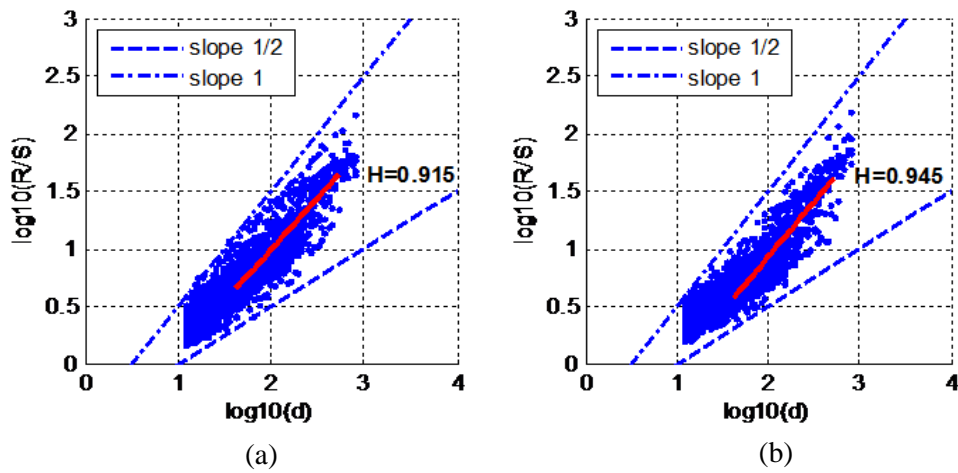 3
2.5
2
1.5
1
0.5
0
0
1
2
3
4
log10(R/S)
log10(d)
slope 1/2
slope 1
H=0.915
(a)
3
2.5
2
1.5
1
0.5
0
0
1
2
3
4
log10(R/S)
log10(d)
slope 1/2
slope 1
H=0.945
(b)